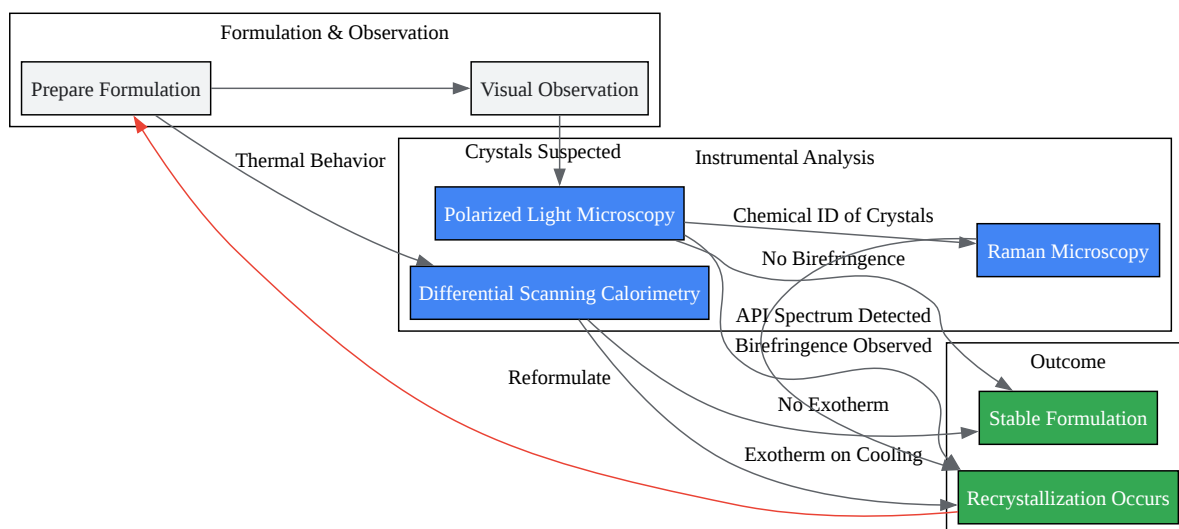 Formulation & Observation
Prepare Formulation
Visual Observation
Thermal Behavior
Crystals Suspected
Instrumental Analysis
Polarized Light Microscopy
Chemical ID of Crystals
Raman Microscopy
No Birefringence
Differential Scanning Calorimetry
API Spectrum Detected
Birefringence Observed
Outcome
Reformulate
No Exotherm
Stable Formulation
Exotherm on Cooling
Recrystallization Occurs